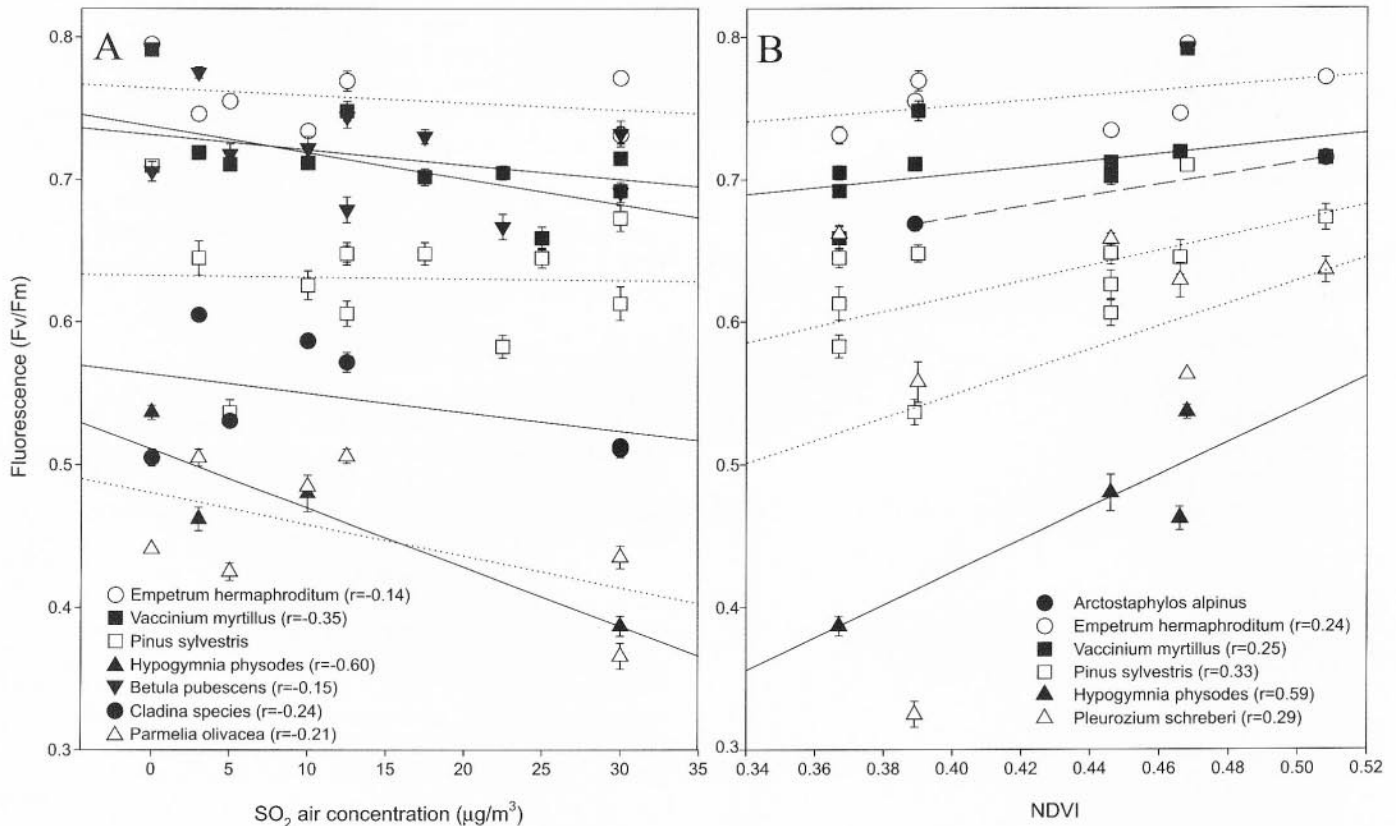 A
B
Fluorescence (Fv/Fm)
0.8
0.7
0.6
0.5
0.4
0.3
0
5
10
15
20
25
30
35
SO₂ air concentration (μg/m³)
Empetrum hermaphroditum (r=-0.14)
Vaccinium myrtillus (r=-0.35)
Pinus sylvestris
Hypogymnia physodes (r=-0.60)
Betula pubescens (r=-0.15)
Cladina species (r=-0.24)
Parmelia olivacea (r=-0.21)
0.8
0.7
0.6
0.5
0.4
0.3
0.34
0.36
0.38
0.40
0.42
0.44
0.46
0.48
0.50
0.52
NDVI
Arctostaphylos alpinus
Empetrum hermaphroditum (r=0.24)
Vaccinium myrtillus (r=0.25)
Pinus sylvestris (r=0.33)
Hypogymnia physodes (r=0.59)
Pleurozium schreberi (r=0.29)